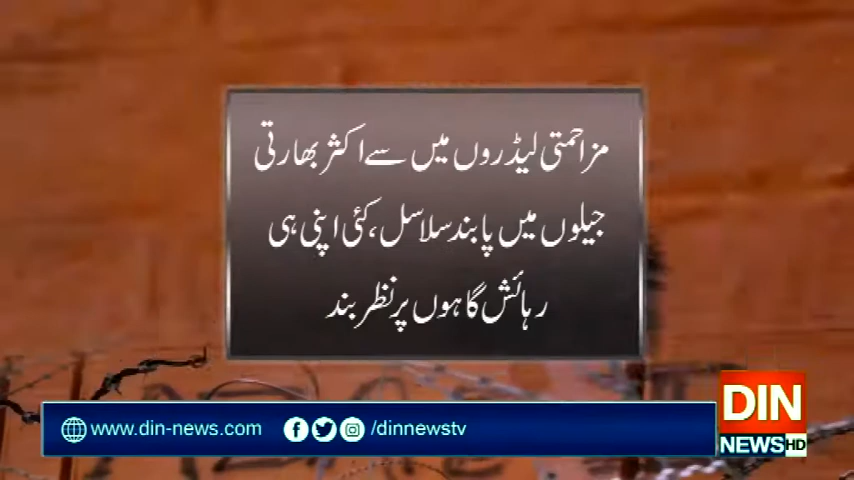 مزاحمتی لیڈروں میں سے اکثر بھارتی
جیلوں میں پابند سلاسل، کئی اپنی ہی
رہائش گاہوں پر نظر بند
www.din-news.com /dinnewstv
DIN
NEWS HD